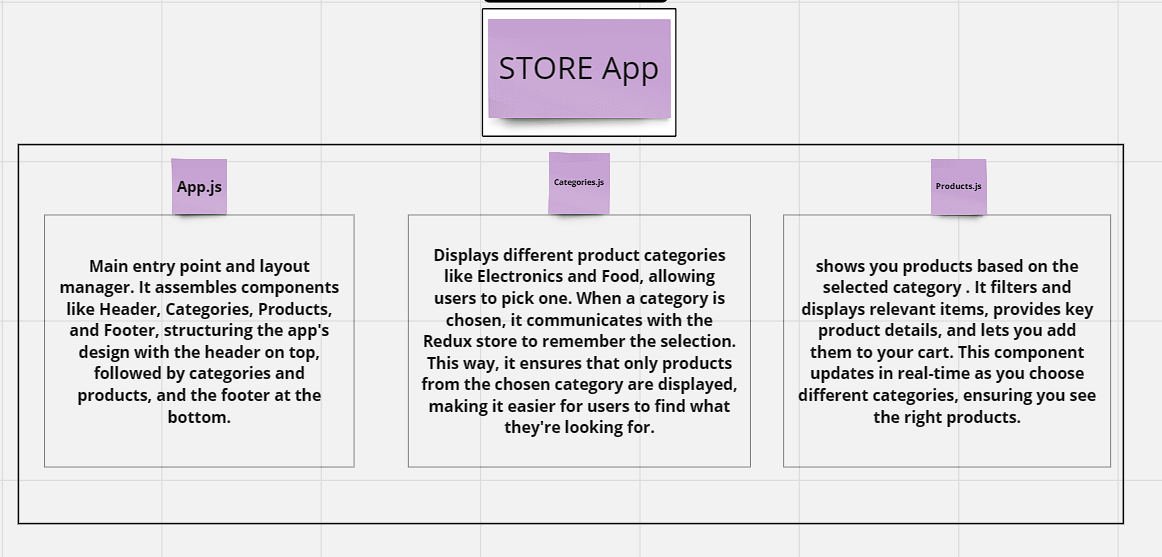 STORE App
App.js
Main entry point and layout
manager. It assembles components
like Header, Categories, Products,
and Footer, structuring the app's
design with the header on top,
followed by categories and
products, and the footer at the
bottom.
Categories.js
Displays different product categories
like Electronics and Food, allowing
users to pick one. When a category is
chosen, it communicates with the
Redux store to remember the selection.
This way, it ensures that only products
from the chosen category are displayed,
making it easier for users to find what
they're looking for.
Products.js
shows you products based on the
selected category . It filters and
displays relevant items, provides key
product details, and lets you add
them to your cart. This component
updates in real-time as you choose
different categories, ensuring you see
the right products.